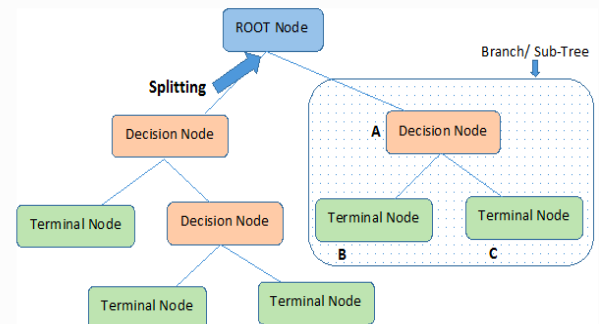 ROOT Node
Branch/ Sub-Tree
Splitting
Decision Node
A
Decision Node
Terminal Node
Decision Node
Terminal Node
Terminal Node
B
C
Terminal Node
Terminal Node